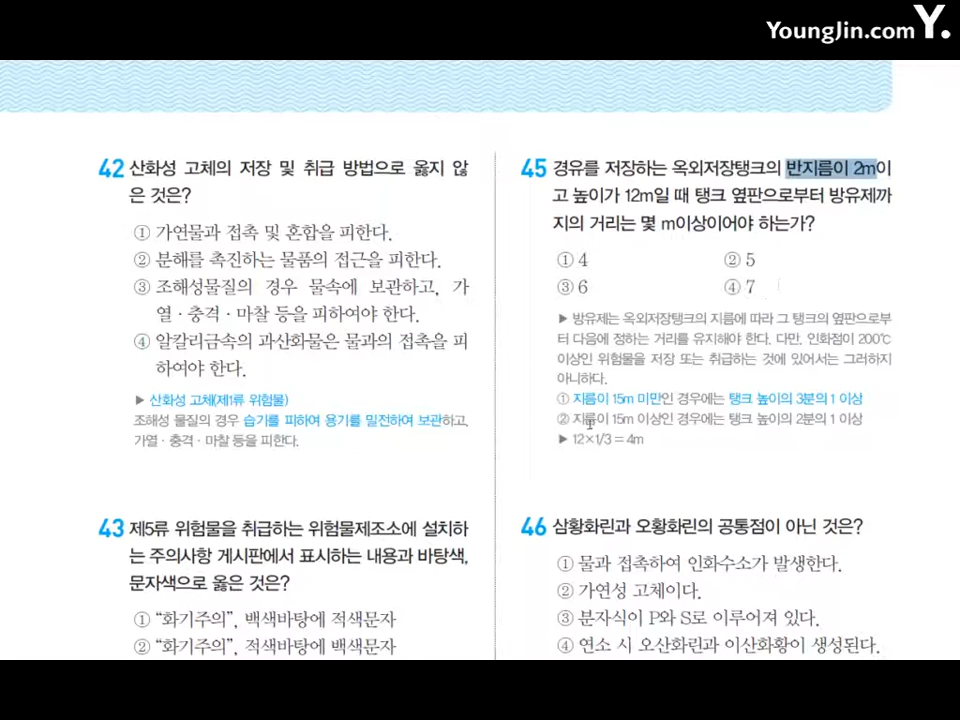 YoungJin.com Y.
42 산화성 고체의 저장 및 취급 방법으로 옳지 않
은 것은?
① 가연물과 접촉 및 혼합을 피한다.
② 분해를 촉진하는 물품의 접근을 피한다.
③ 조해성물질의 경우 물속에 보관하고, 가
열·충격·마찰 등을 피하여야 한다.
④ 알칼리금속의 과산화물은 물과의 접촉을 피
하여야 한다.
▶ 산화성 고체(제1류 위험물)
조해성 물질의 경우 습기를 피하여 용기를 밀전하여 보관하고,
가열·충격·마찰 등을 피한다.
43 제5류 위험물을 취급하는 위험물제조소에 설치하
는 주의사항 게시판에서 표시하는 내용과 바탕색,
문자색으로 옳은 것은?
① “화기주의”, 백색바탕에 적색문자
② “화기주의”, 적색바탕에 백색문자
45 경유를 저장하는 옥외저장탱크의 반지름이 2m이
고 높이가 12m일 때 탱크 옆판으로부터 방유제까
지의 거리는 몇 m이상이어야 하는가?
① 4 ② 5
③ 6 ④ 7
▶ 방유제는 옥외저장탱크의 지름에 따라 그 탱크의 옆판으로부
터 다음에 정하는 거리를 유지해야 한다. 다만, 인화점이 200℃
이상인 위험물을 저장 또는 취급하는 것에 있어서는 그러하지
아니하다.
① 지름이 15m 미만인 경우에는 탱크 높이의 3분의 1 이상
② 지름이 15m 이상인 경우에는 탱크 높이의 2분의 1 이상
▶ 12×1/3 = 4m
46 삼황화린과 오황화린의 공통점이 아닌 것은?
① 물과 접촉하여 인화수소가 발생한다.
② 가연성 고체이다.
③ 분자식이 P와 S로 이루어져 있다.
④ 연소 시 오산화린과 이산화황이 생성된다.